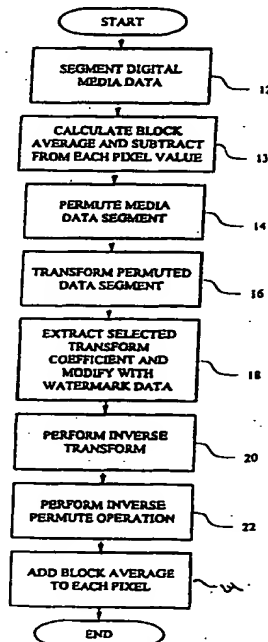 START
SEGMENT DIGITAL
MEDIA DATA
12
CALCULATE BLOCK
AVERAGE AND SUBTRACT
FROM EACH PIXEL VALUE
13
PERMUTE MEDIA
DATA SEGMENT
14
TRANSFORM PERMUTED
DATA SEGMENT
16
EXTRACT SELECTED
TRANSFORM
COEFFICIENT AND
MODIFY WITH
WATERMARK DATA
18
PERFORM INVERSE
TRANSFORM
20
PERFORM INVERSE
PERMUTE OPERATION
22
ADD BLOCK AVERAGE
TO EACH PIXEL
24
END